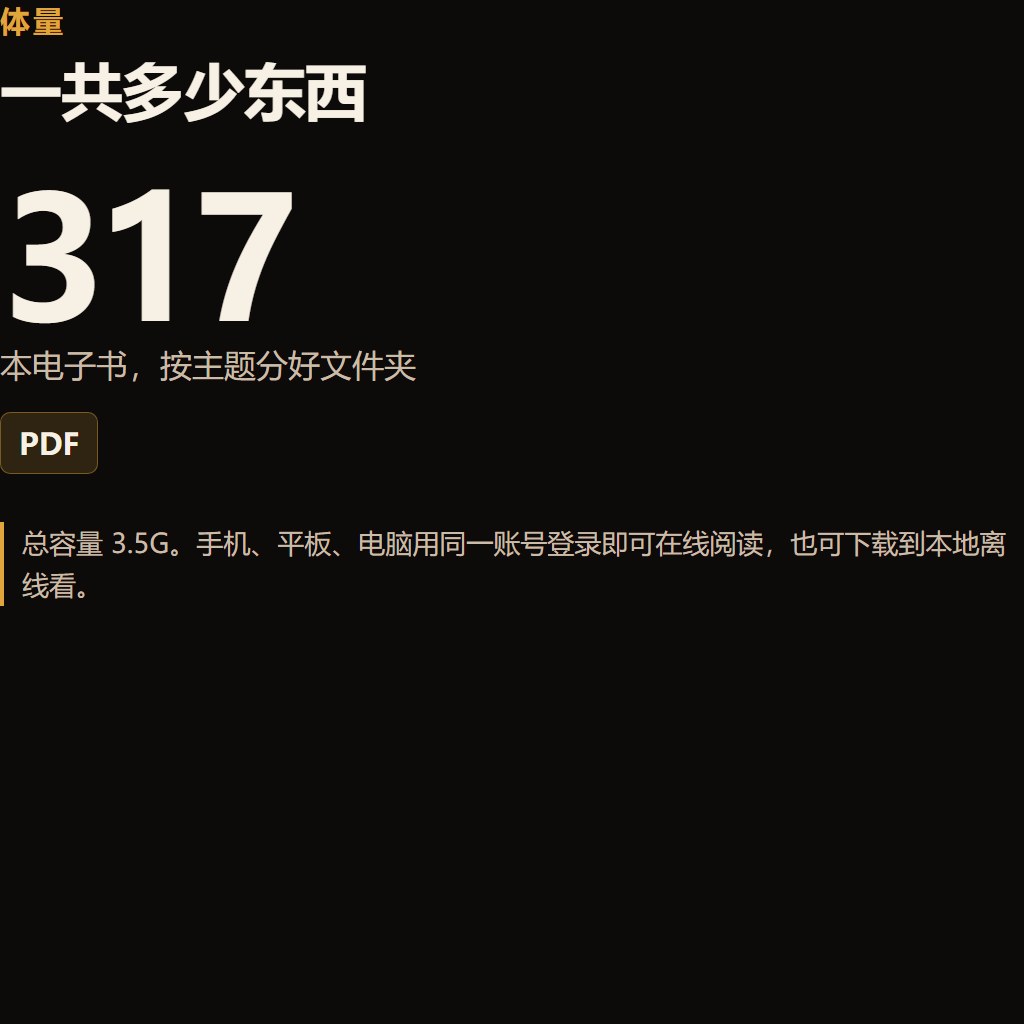 体量
一共多少东西
317
本电子书，按主题分好文件夹
PDF
总容量 3.5G。手机、平板、电脑用同一账号登录即可在线阅读，也可下载到本地离
线看。